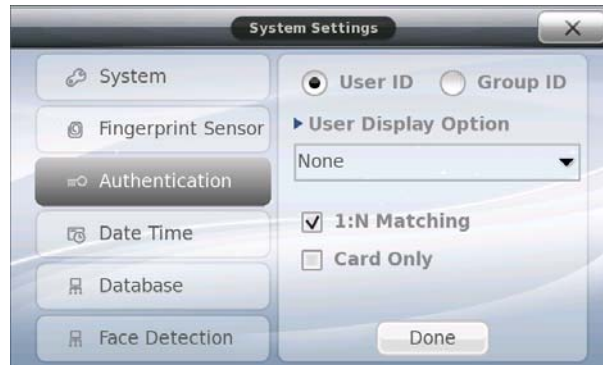 System Settings
System
Fingerprint Sensor
Authentication
Date Time
Database
Face Detection
User ID Group ID
User Display Option
None
1:N Matching
Card Only
Done